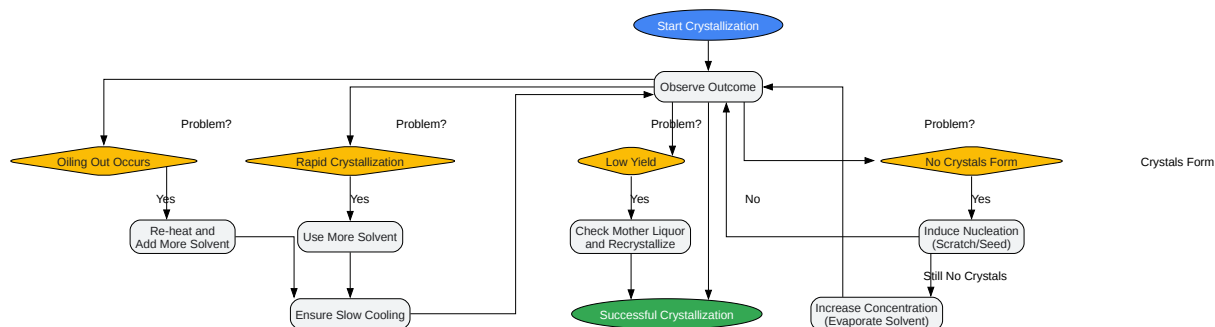 Start Crystallization
Observe Outcome
Problem?
Problem?
Problem?
Problem?
Oiling Out Occurs
Rapid Crystallization
Low Yield
No Crystals Form
Crystals Form
Yes
Yes
Yes
No
Yes
Re-heat and
Add More Solvent
Use More Solvent
Check Mother Liquor
and Recrystallize
Induce Nucleation
(Scratch/Seed)
Still No Crystals
Ensure Slow Cooling
Successful Crystallization
Increase Concentration
(Evaporate Solvent)